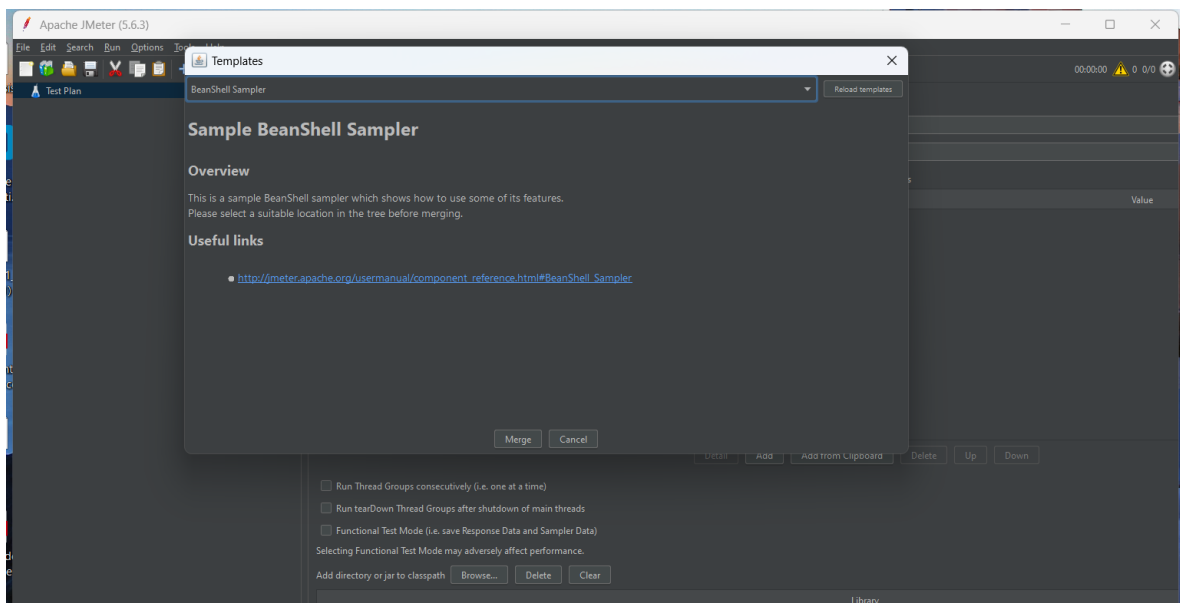 Apache JMeter (5.6.3)
File Edit Search Run Options
Templates
00:00:00 0 0/0
Test Plan
BeanShell Sampler
Reload templates
Sample BeanShell Sampler
Overview
This is a sample BeanShell sampler which shows how to use some of its features.
Please select a suitable location in the tree before merging.
Value
Useful links
http://jmeter.apache.org/usermanual/component_reference.html#BeanShell_Sampler
Merge Cancel
Detail Add Add from Clipboard Delete Up Down
Run Thread Groups consecutively (i.e. one at a time)
Run tearDown Thread Groups after shutdown of main threads
Functional Test Mode (i.e. save Response Data and Sampler Data)
Selecting Functional Test Mode may adversely affect performance.
Add directory or jar to classpath Browse... Delete Clear
Library